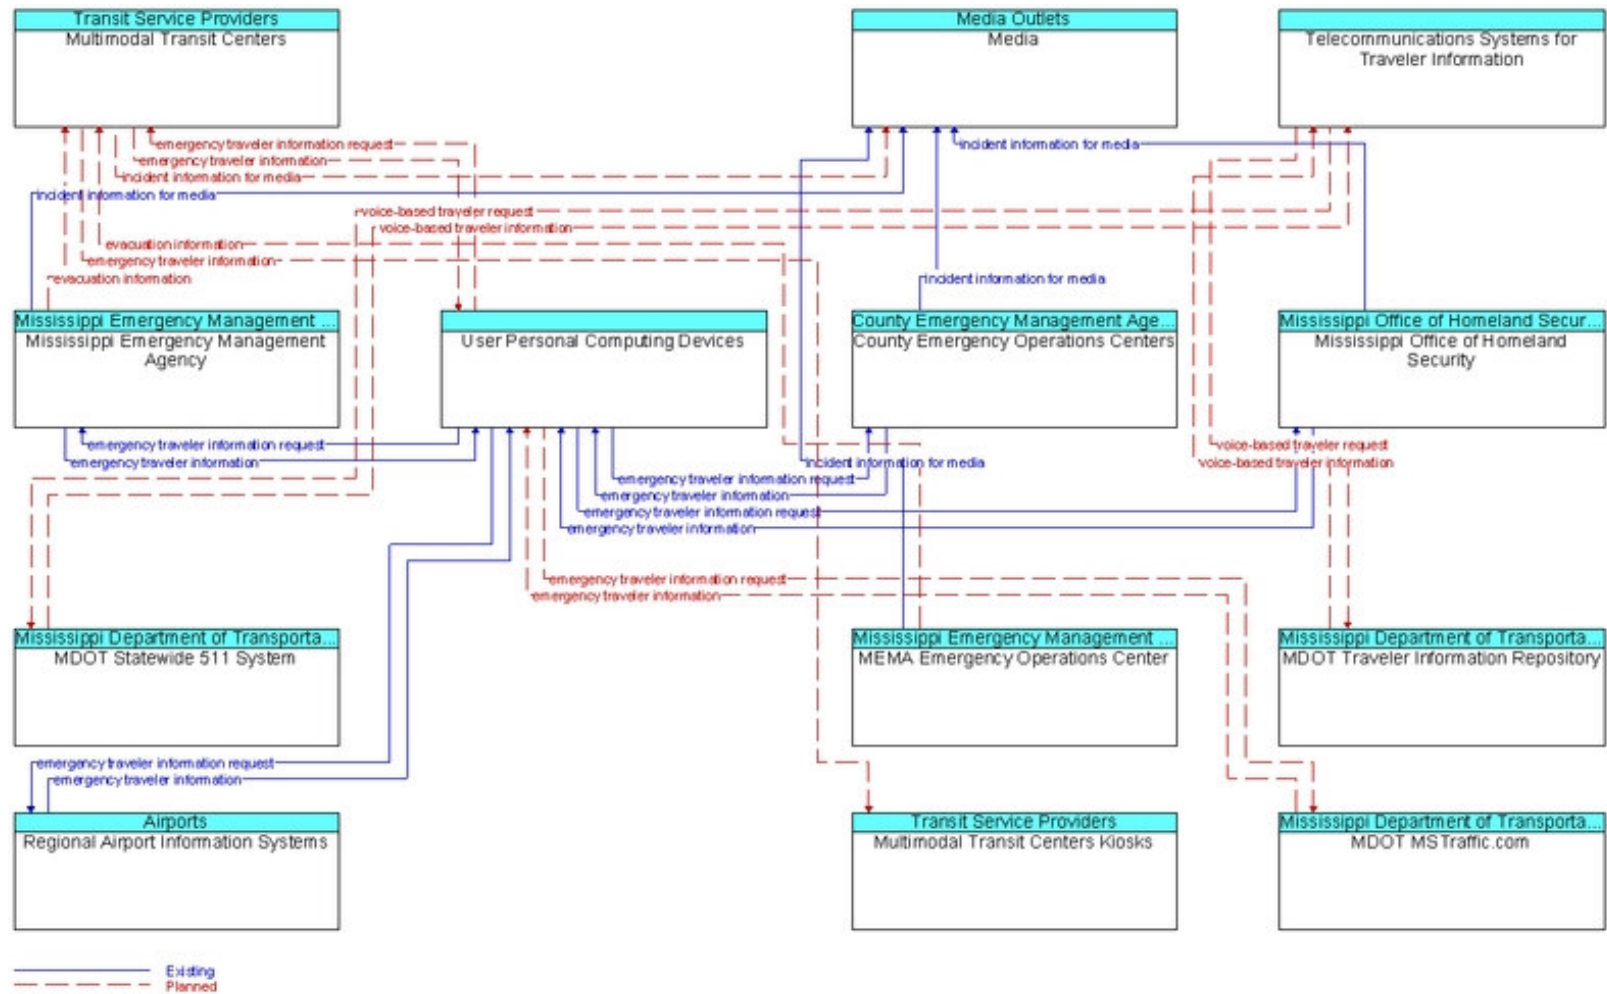 Transit Service Providers
Multimodal Transit Centers
Media Outlets
Media
Telecommunications Systems for
Traveler Information
emergency traveler information request
emergency traveler information
incident information for media
incident information for media
incident information for media
voice-based traveler request
voice-based traveler information
evacuation information
emergency traveler information
evacuation information
incident information for media
Mississippi Emergency Management ...
Mississippi Emergency Management
Agency
User Personal Computing Devices
County Emergency Management Age...
County Emergency Operations Centers
Mississippi Office of Homeland Secur...
Mississippi Office of Homeland
Security
emergency traveler information request
emergency traveler information
voice-based traveler request
voice-based traveler information
incident information for media
emergency traveler information request
emergency traveler information
emergency traveler information request
emergency traveler information
emergency traveler information request
emergency traveler information
Mississippi Department of Transporta...
MDOT Statewide 511 System
Mississippi Emergency Management ...
MEMA Emergency Operations Center
Mississippi Department of Transporta...
MDOT Traveler Information Repository
emergency traveler information request
emergency traveler information
Airports
Regional Airport Information Systems
Transit Service Providers
Multimodal Transit Centers Kiosks
Mississippi Department of Transporta...
MDOT MSTraffic.com
Existing
Planned